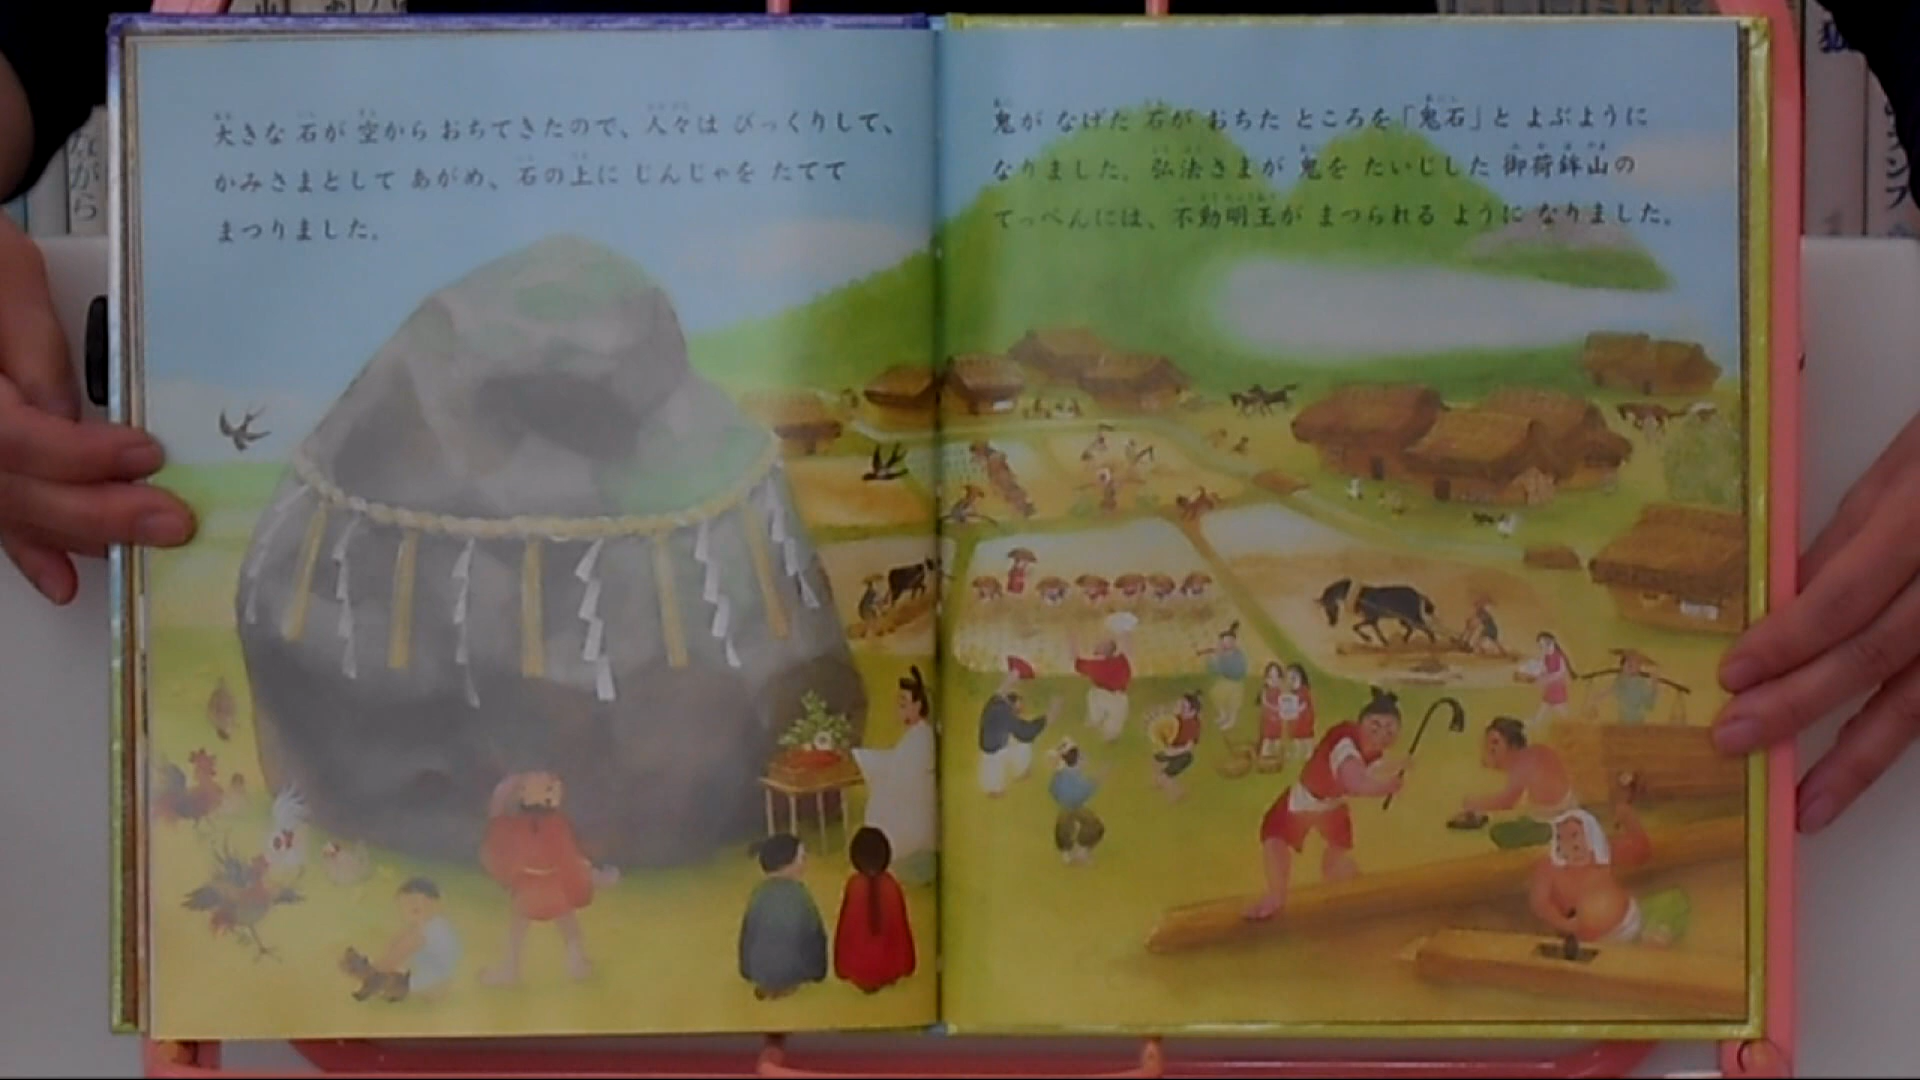 大きな 石が 空から おちてきたので、人々は びっくりして、
かみさまとして あがめ、石の上に じんじゃを たてて
まつりました。
鬼が なげた 石が おちた ところを「鬼石」と よぶように
なりました。弘法さまが 鬼を たいじした 御荷鉾山の
てっぺんには、不動明王が まつられる ように なりました。
ながら